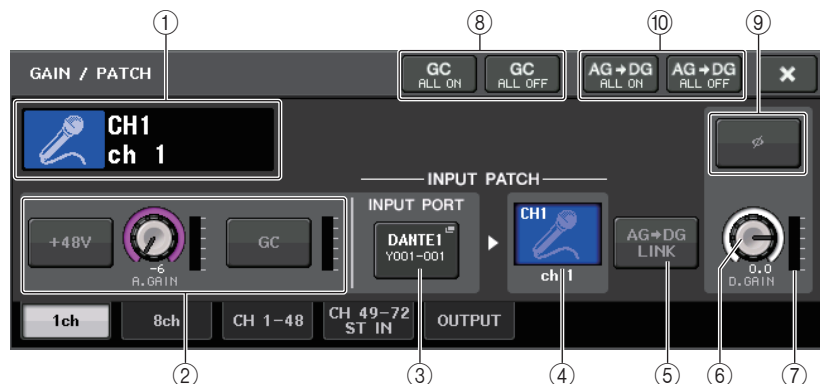 ① ⑧ ⑩ ⑨
GAIN / PATCH
GC
ALL ON
GC
ALL OFF
AG→DG
ALL ON
AG→DG
ALL OFF
×
CH1
ch 1
ø
INPUT PATCH
+48V
-6
A.GAIN
GC
INPUT PORT
DANTE1
Y001-001
CH1
ch 1
AG→DG
LINK
0.0
D.GAIN
1ch
8ch
CH 1-48
CH 49-72
ST IN
OUTPUT
② ③ ④ ⑤ ⑥ ⑦